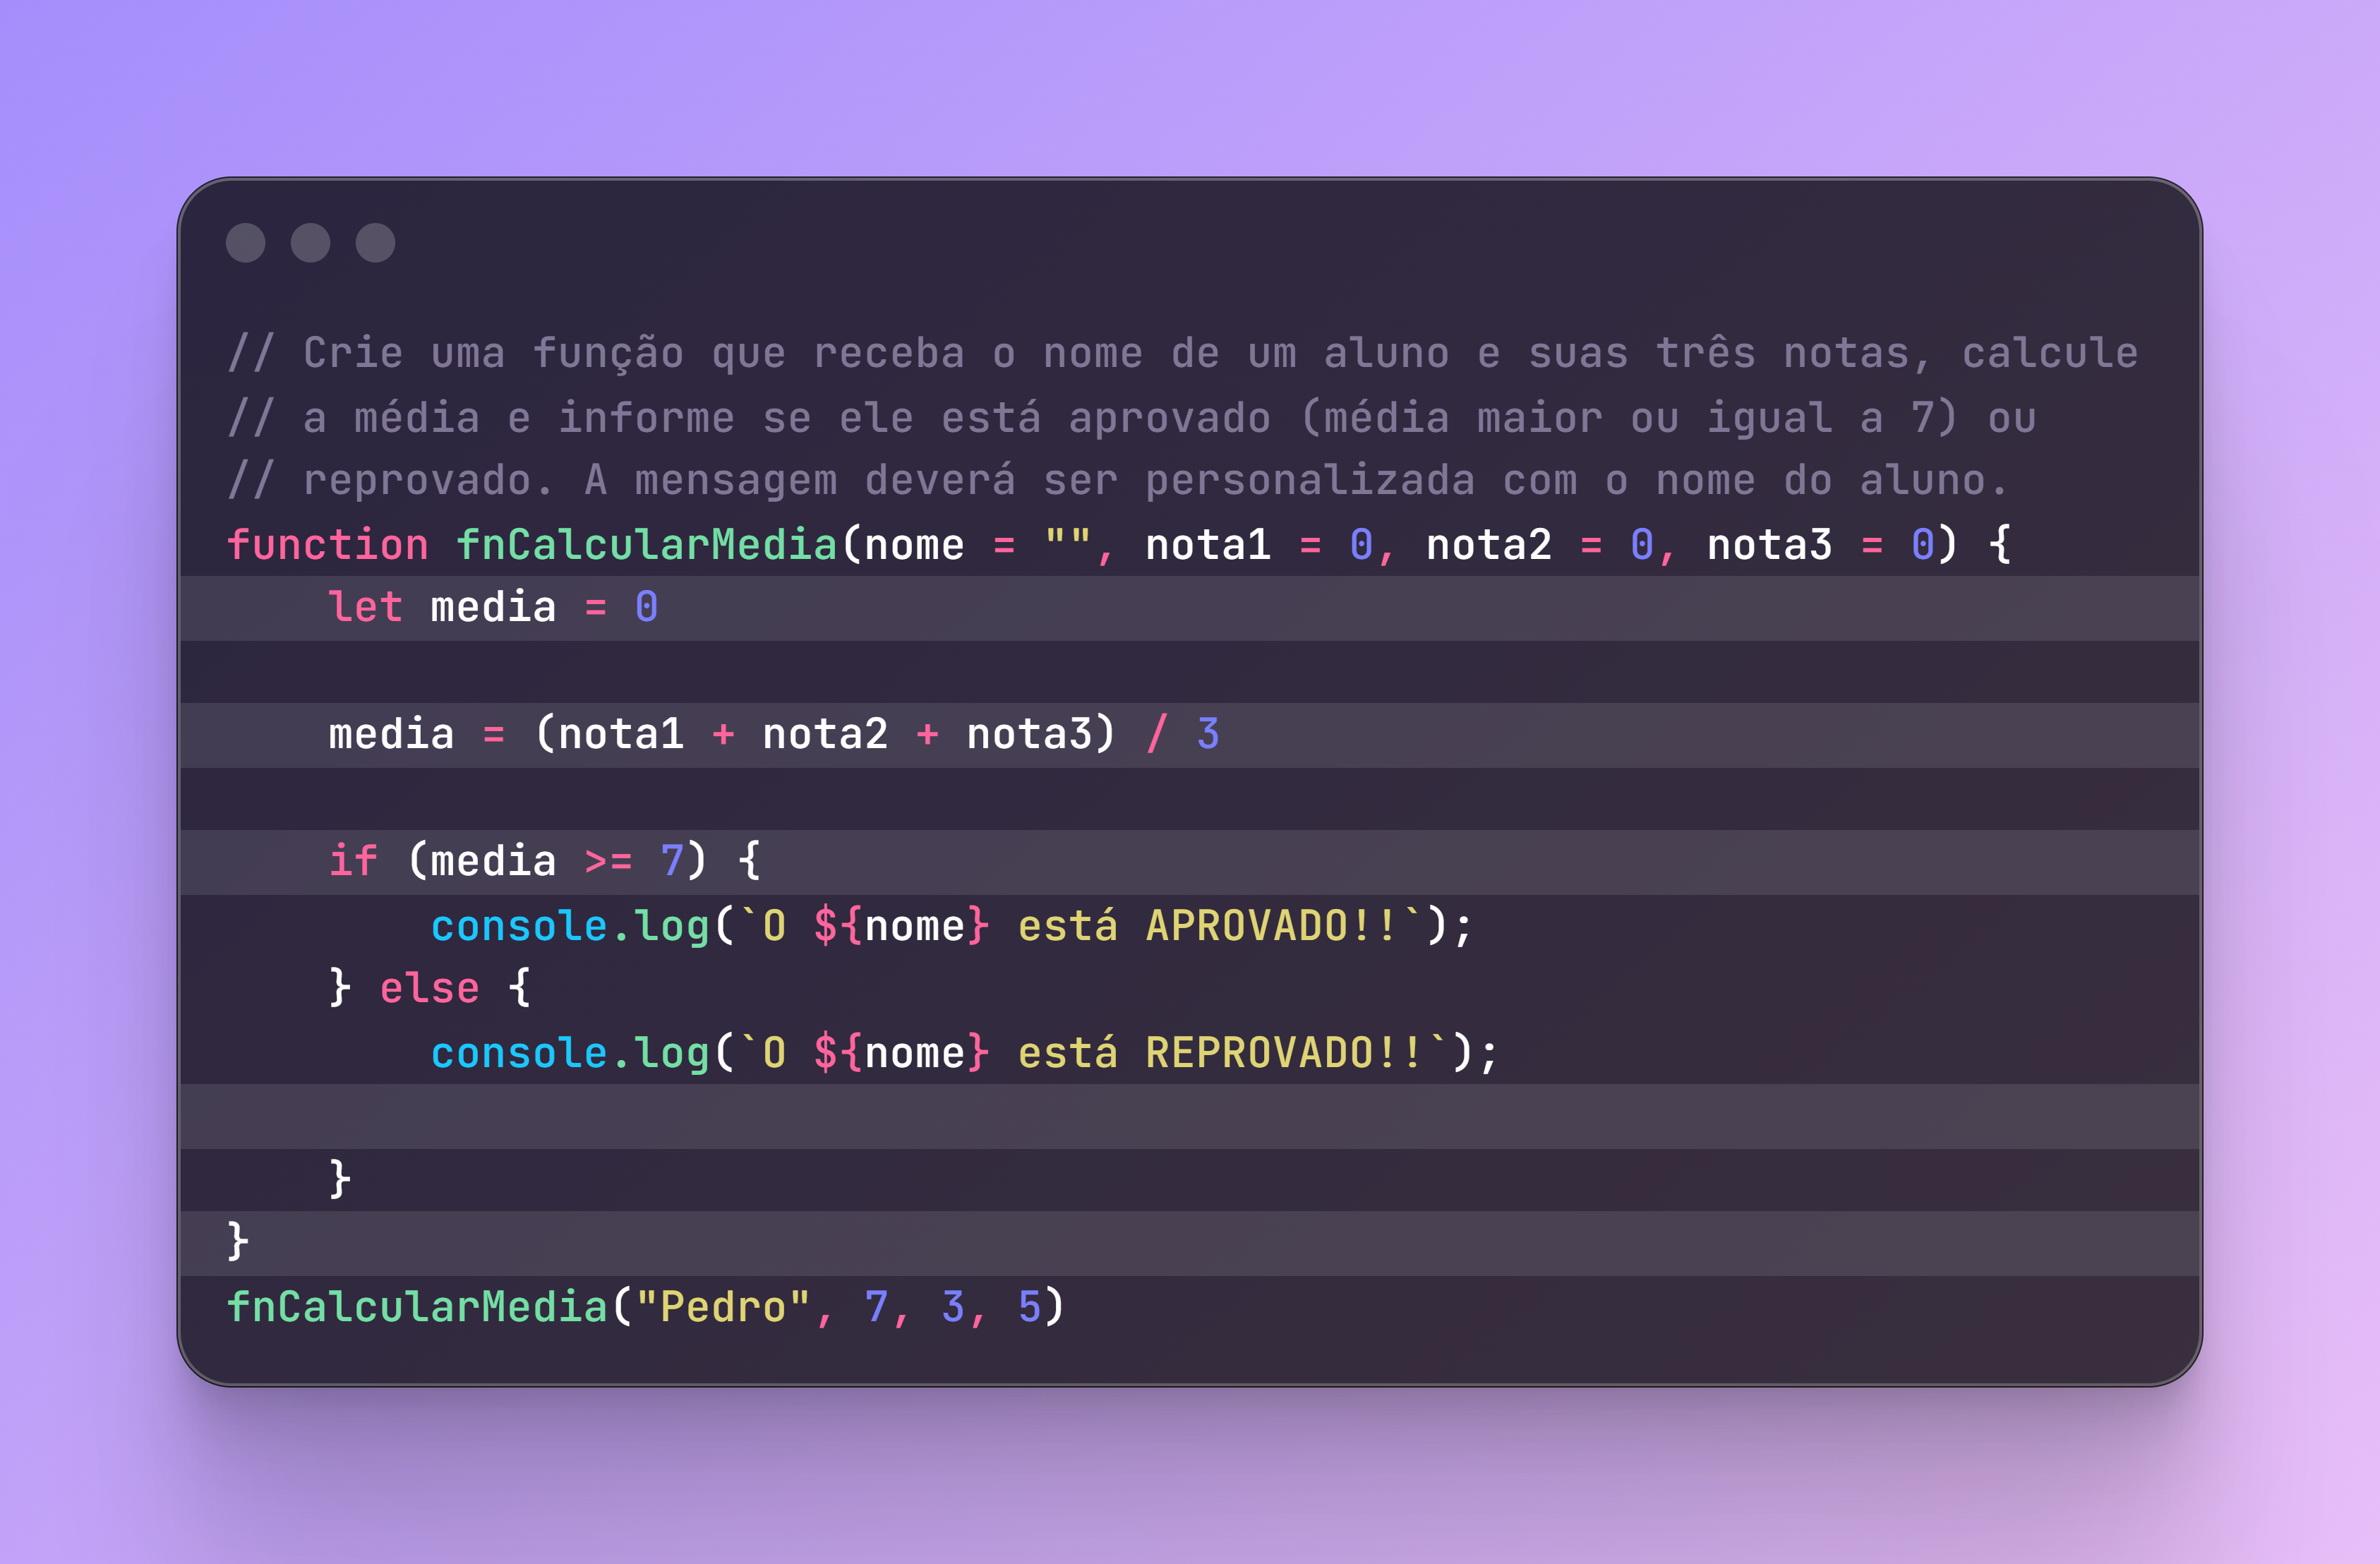 // Crie uma função que receba o nome de um aluno e suas três notas, calcule
// a média e informe se ele está aprovado (média maior ou igual a 7) ou
// reprovado. A mensagem deverá ser personalizada com o nome do aluno.
function fnCalcularMedia(nome = "", nota1 = 0, nota2 = 0, nota3 = 0) {
    let media = 0

    media = (nota1 + nota2 + nota3) / 3

    if (media >= 7) {
        console.log(`O ${nome} está APROVADO!!`);
    } else {
        console.log(`O ${nome} está REPROVADO!!`);

    }
}
fnCalcularMedia("Pedro", 7, 3, 5)